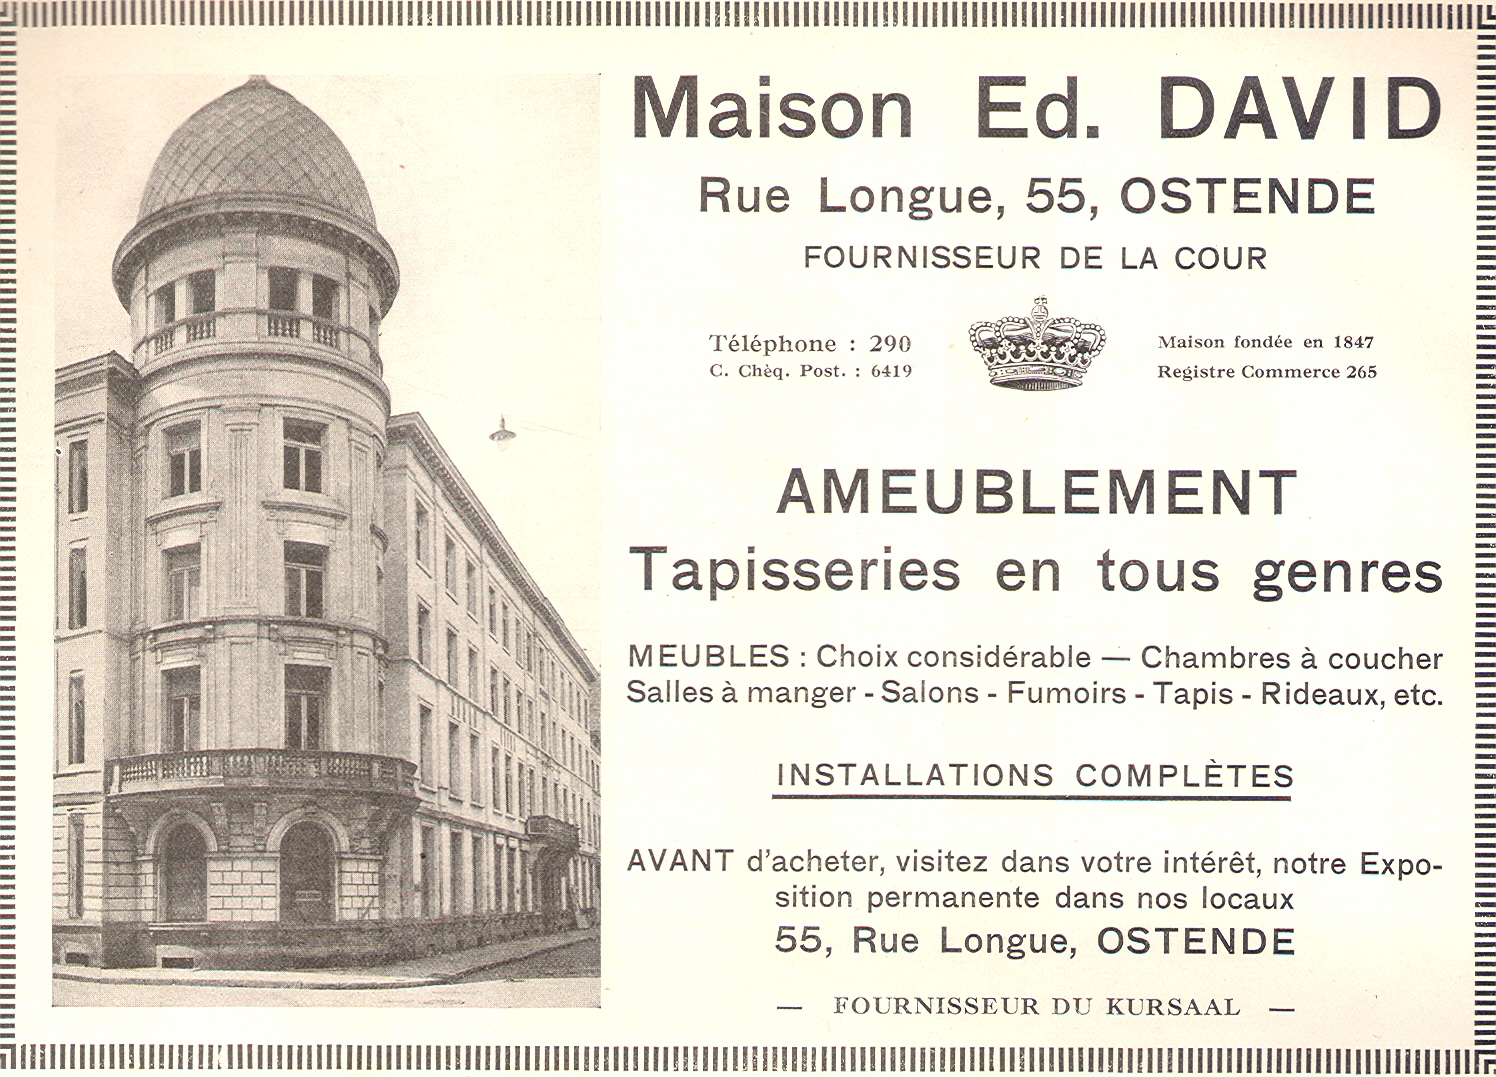 Maison Ed. DAVID
Rue Longue, 55, OSTENDE
FOURNISSEUR DE LA COUR
Téléphone : 290
C. Chèq. Post. : 6419
Maison fondée en 1847
Registre Commerce 265
AMEUBLEMENT
Tapisseries en tous genres
MEUBLES : Choix considérable — Chambres à coucher
Salles à manger - Salons - Fumoirs - Tapis - Rideaux, etc.
INSTALLATIONS COMPLÈTES
AVANT d'acheter, visitez dans votre intérêt, notre Expo-
sition permanente dans nos locaux
55, Rue Longue, OSTENDE
— FOURNISSEUR DU KURSAAL —